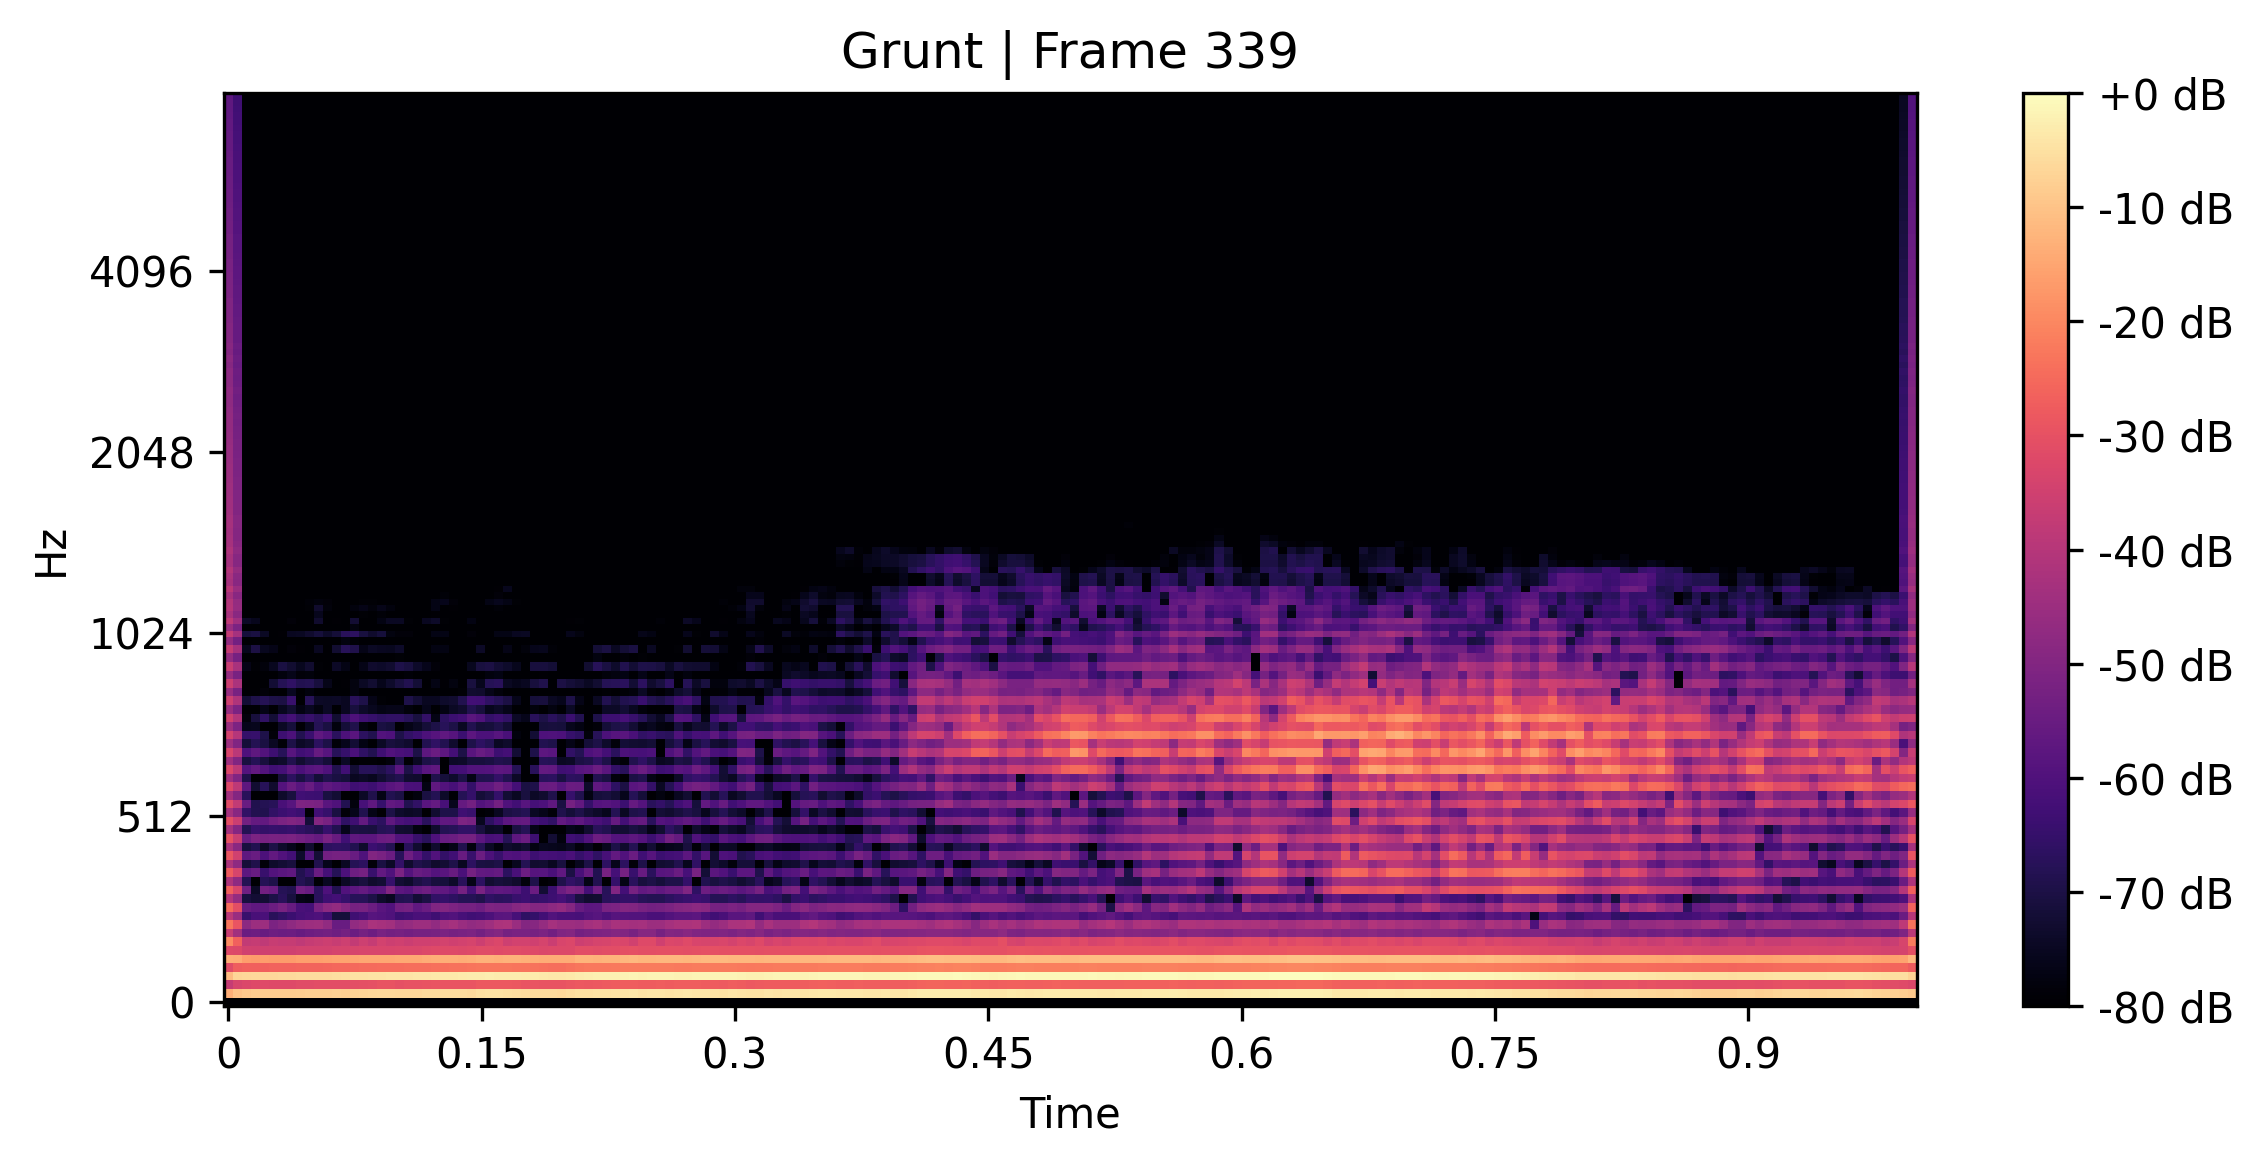 Grunt | Frame 339
Hz
4096
2048
1024
512
0
0 0.15 0.3 0.45 0.6 0.75 0.9
Time
+0 dB
-10 dB
-20 dB
-30 dB
-40 dB
-50 dB
-60 dB
-70 dB
-80 dB